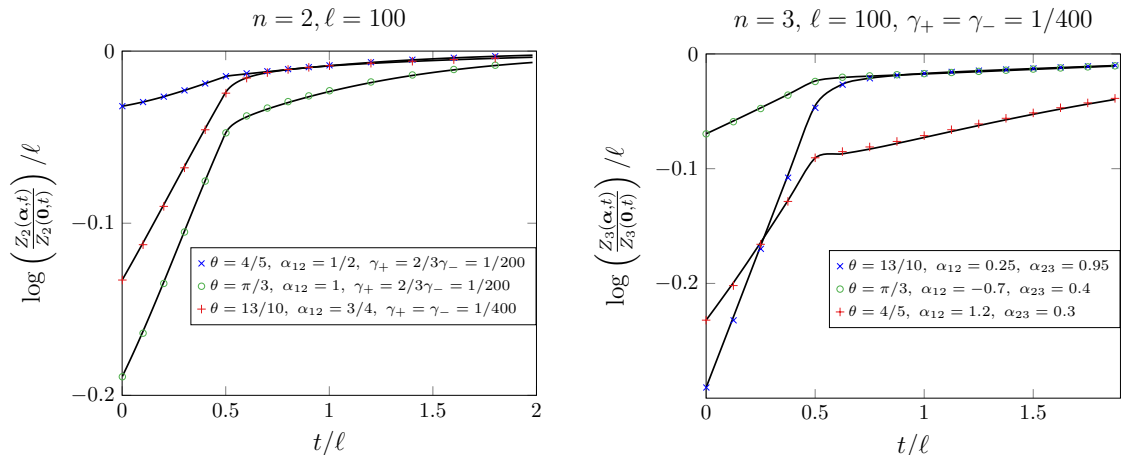 n = 2, ℓ = 100
log (Z₂(α,t) / Z₂(0,t)) /ℓ
0
−0.1
−0.2
θ = 4/5, α₁₂ = 1/2, γ₊ = 2/3γ₋ = 1/200
θ = π/3, α₁₂ = 1, γ₊ = 2/3γ₋ = 1/200
θ = 13/10, α₁₂ = 3/4, γ₊ = γ₋ = 1/400
0 0.5 1 1.5 2
t/ℓ
n = 3, ℓ = 100, γ₊ = γ₋ = 1/400
log (Z₃(α,t) / Z₃(0,t)) /ℓ
0
−0.1
−0.2
θ = 13/10, α₁₂ = 0.25, α₂₃ = 0.95
θ = π/3, α₁₂ = −0.7, α₂₃ = 0.4
θ = 4/5, α₁₂ = 1.2, α₂₃ = 0.3
0 0.5 1 1.5
t/ℓ